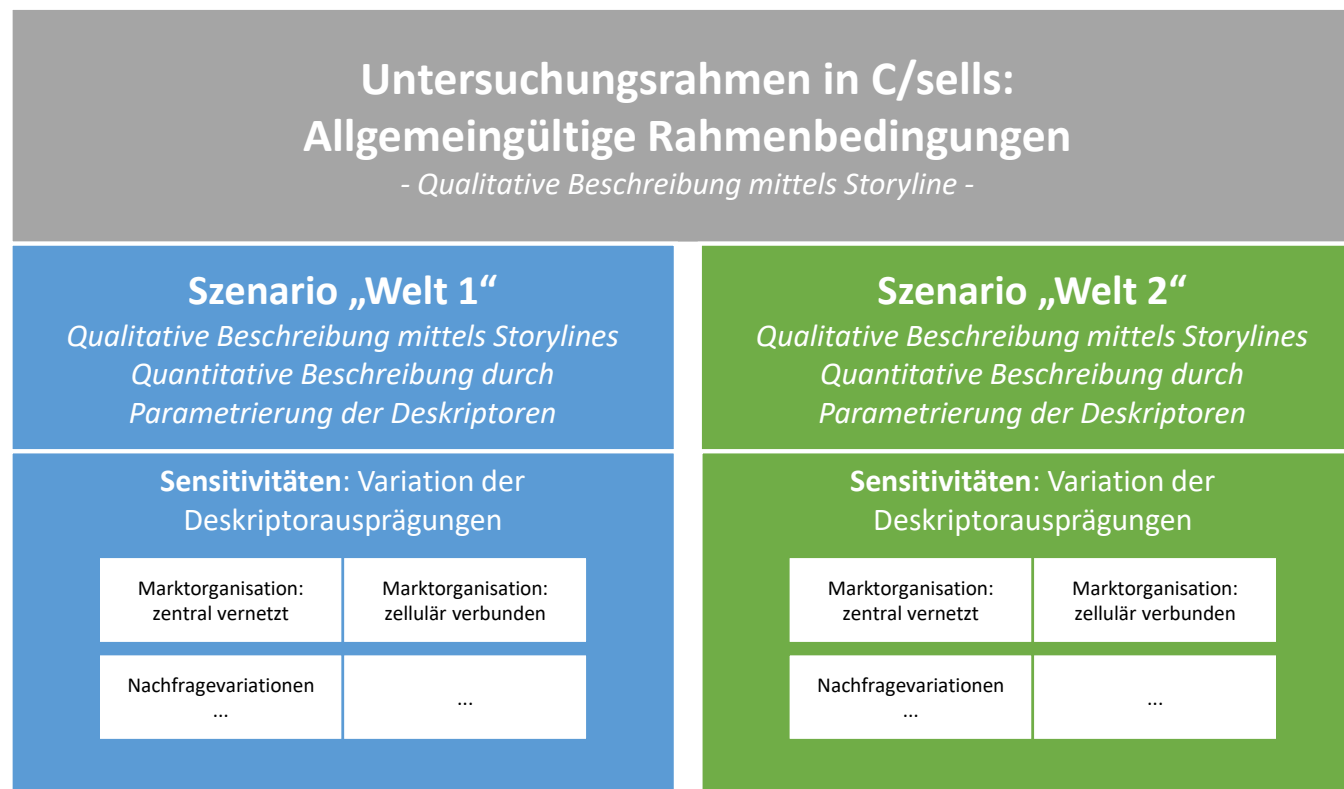 Untersuchungsrahmen in C/sells:
Allgemeingültige Rahmenbedingungen
- Qualitative Beschreibung mittels Storyline -
Szenario „Welt 1“
Qualitative Beschreibung mittels Storylines
Quantitative Beschreibung durch
Parametrierung der Deskriptoren
Sensitivitäten: Variation der
Deskriptorausprägungen
Marktorganisation:
zentral vernetzt
Marktorganisation:
zellulär verbunden
Nachfragevariationen
...
...
Szenario „Welt 2“
Qualitative Beschreibung mittels Storylines
Quantitative Beschreibung durch
Parametrierung der Deskriptoren
Sensitivitäten: Variation der
Deskriptorausprägungen
Marktorganisation:
zentral vernetzt
Marktorganisation:
zellulär verbunden
Nachfragevariationen
...
...